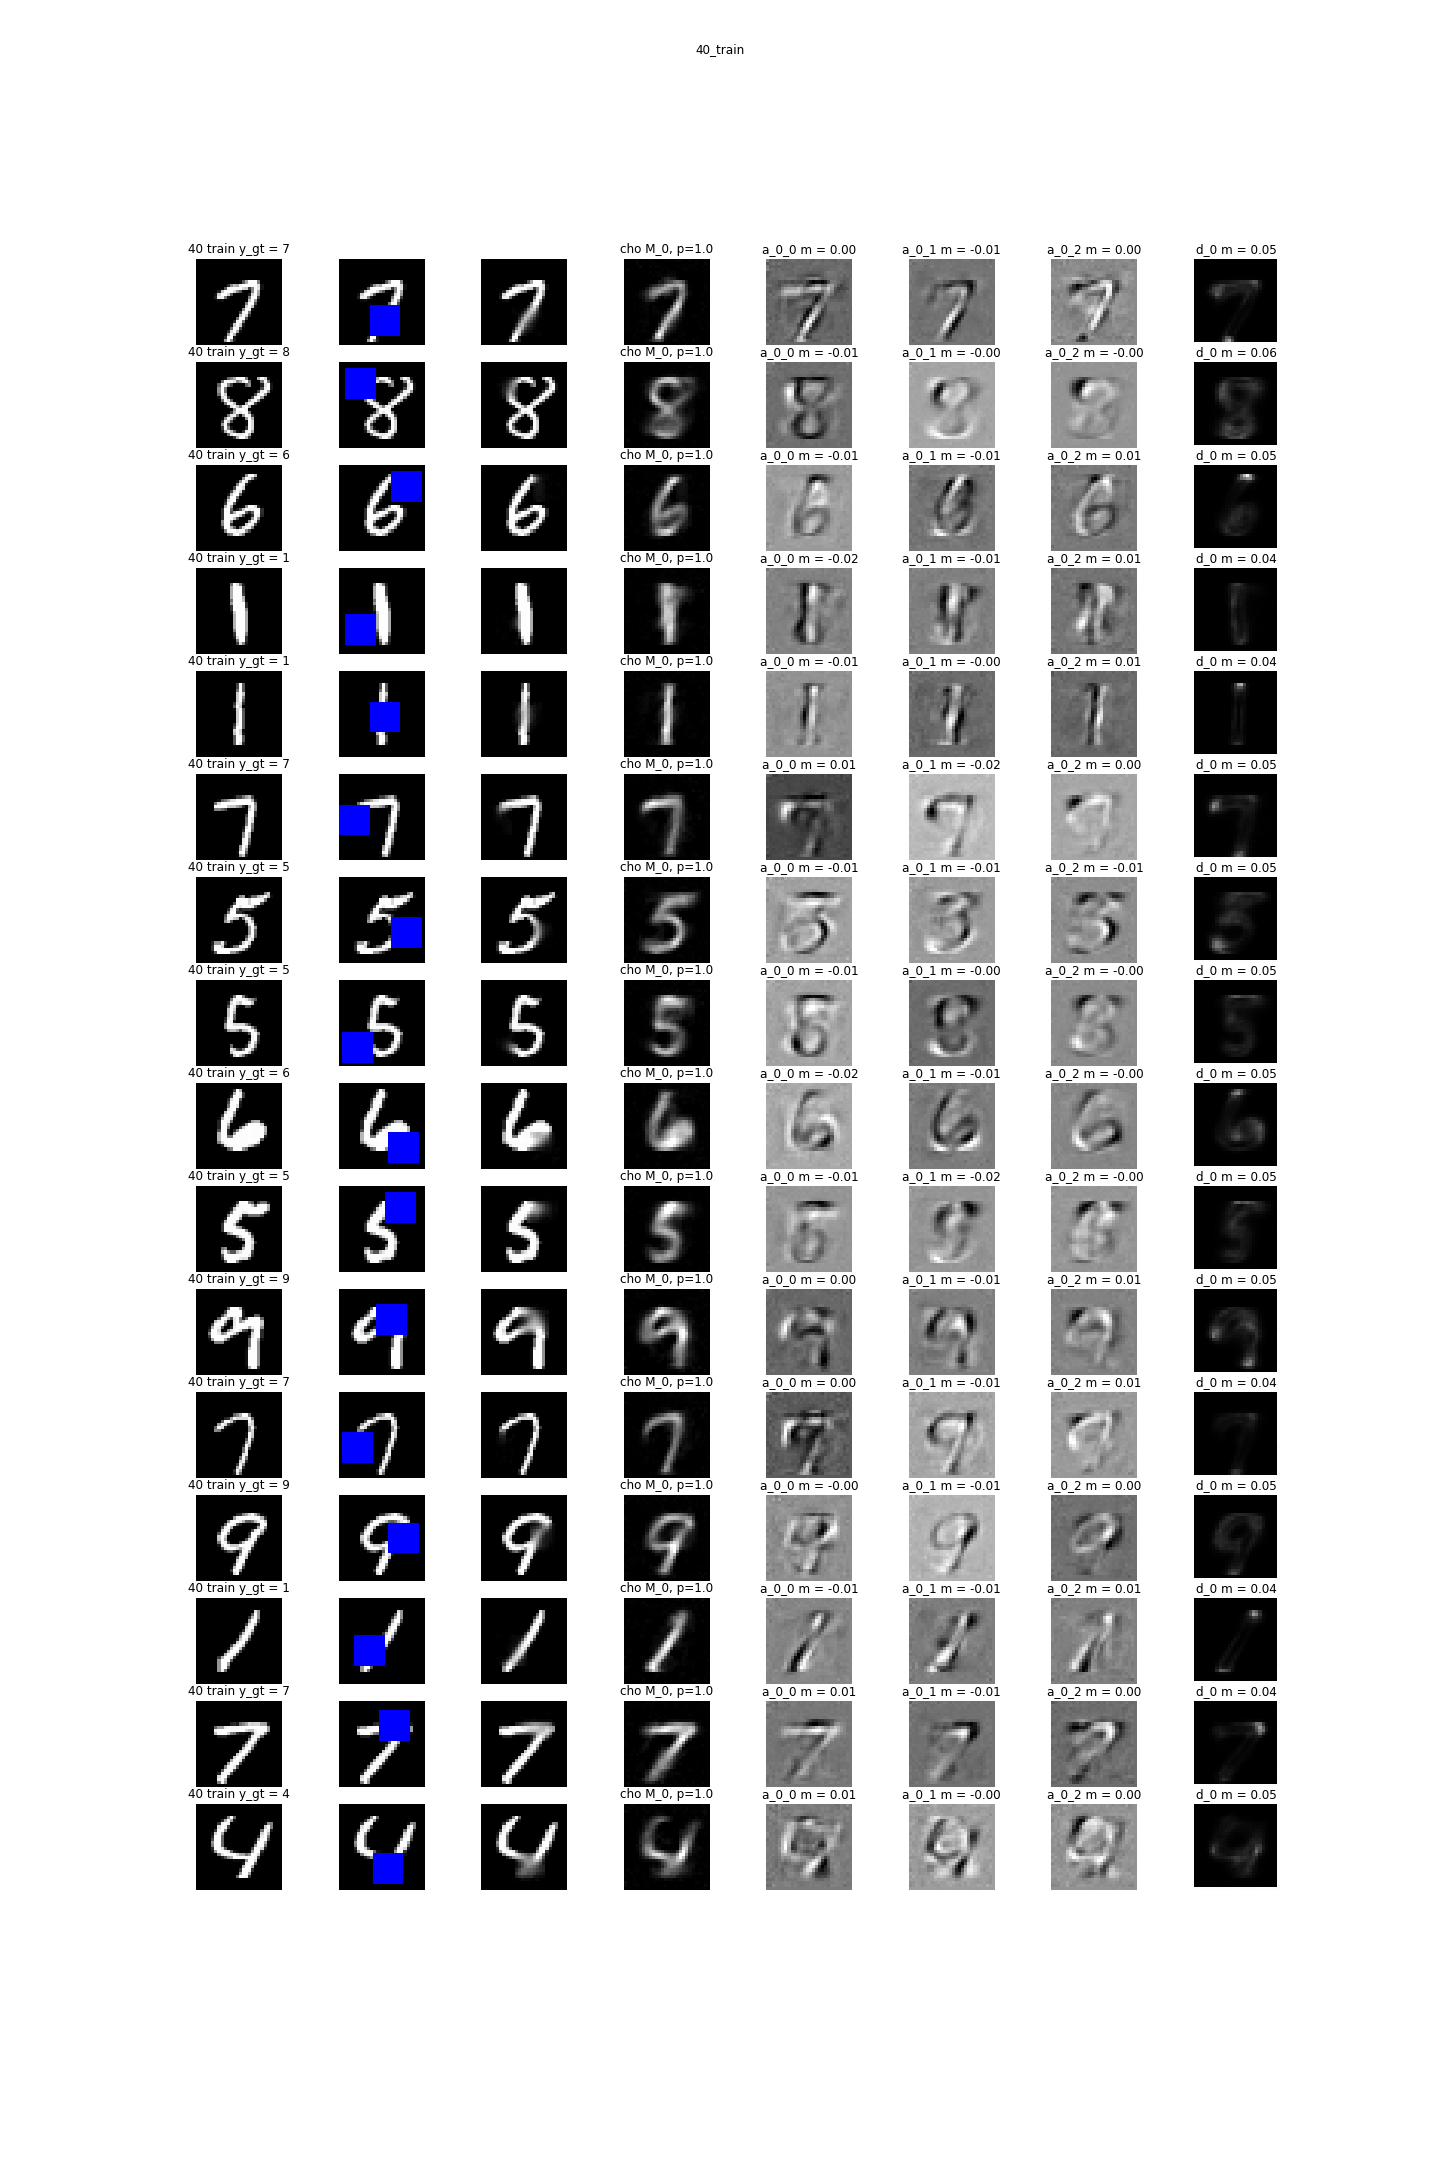 40_train
40 train y_gt = 7 cho M_0, p=1.0 a_0_0 m = 0.00 a_0_1 m = -0.01 a_0_2 m = 0.00 d_0 m = 0.05
40 train y_gt = 8 cho M_0, p=1.0 a_0_0 m = -0.01 a_0_1 m = -0.00 a_0_2 m = -0.00 d_0 m = 0.06
40 train y_gt = 6 cho M_0, p=1.0 a_0_0 m = -0.01 a_0_1 m = -0.01 a_0_2 m = 0.01 d_0 m = 0.05
40 train y_gt = 1 cho M_0, p=1.0 a_0_0 m = -0.02 a_0_1 m = -0.01 a_0_2 m = 0.01 d_0 m = 0.04
40 train y_gt = 1 cho M_0, p=1.0 a_0_0 m = -0.01 a_0_1 m = -0.00 a_0_2 m = 0.01 d_0 m = 0.04
40 train y_gt = 7 cho M_0, p=1.0 a_0_0 m = 0.01 a_0_1 m = -0.02 a_0_2 m = 0.00 d_0 m = 0.05
40 train y_gt = 5 cho M_0, p=1.0 a_0_0 m = -0.01 a_0_1 m = -0.01 a_0_2 m = -0.01 d_0 m = 0.05
40 train y_gt = 5 cho M_0, p=1.0 a_0_0 m = -0.01 a_0_1 m = -0.00 a_0_2 m = -0.00 d_0 m = 0.05
40 train y_gt = 6 cho M_0, p=1.0 a_0_0 m = -0.02 a_0_1 m = -0.01 a_0_2 m = -0.00 d_0 m = 0.05
40 train y_gt = 5 cho M_0, p=1.0 a_0_0 m = -0.01 a_0_1 m = -0.02 a_0_2 m = -0.00 d_0 m = 0.05
40 train y_gt = 9 cho M_0, p=1.0 a_0_0 m = 0.00 a_0_1 m = -0.01 a_0_2 m = 0.01 d_0 m = 0.05
40 train y_gt = 7 cho M_0, p=1.0 a_0_0 m = 0.00 a_0_1 m = -0.01 a_0_2 m = 0.01 d_0 m = 0.04
40 train y_gt = 9 cho M_0, p=1.0 a_0_0 m = -0.00 a_0_1 m = -0.01 a_0_2 m = 0.00 d_0 m = 0.05
40 train y_gt = 1 cho M_0, p=1.0 a_0_0 m = -0.01 a_0_1 m = -0.01 a_0_2 m = 0.01 d_0 m = 0.04
40 train y_gt = 7 cho M_0, p=1.0 a_0_0 m = 0.01 a_0_1 m = -0.01 a_0_2 m = 0.00 d_0 m = 0.04
40 train y_gt = 4 cho M_0, p=1.0 a_0_0 m = 0.01 a_0_1 m = -0.00 a_0_2 m = 0.00 d_0 m = 0.05